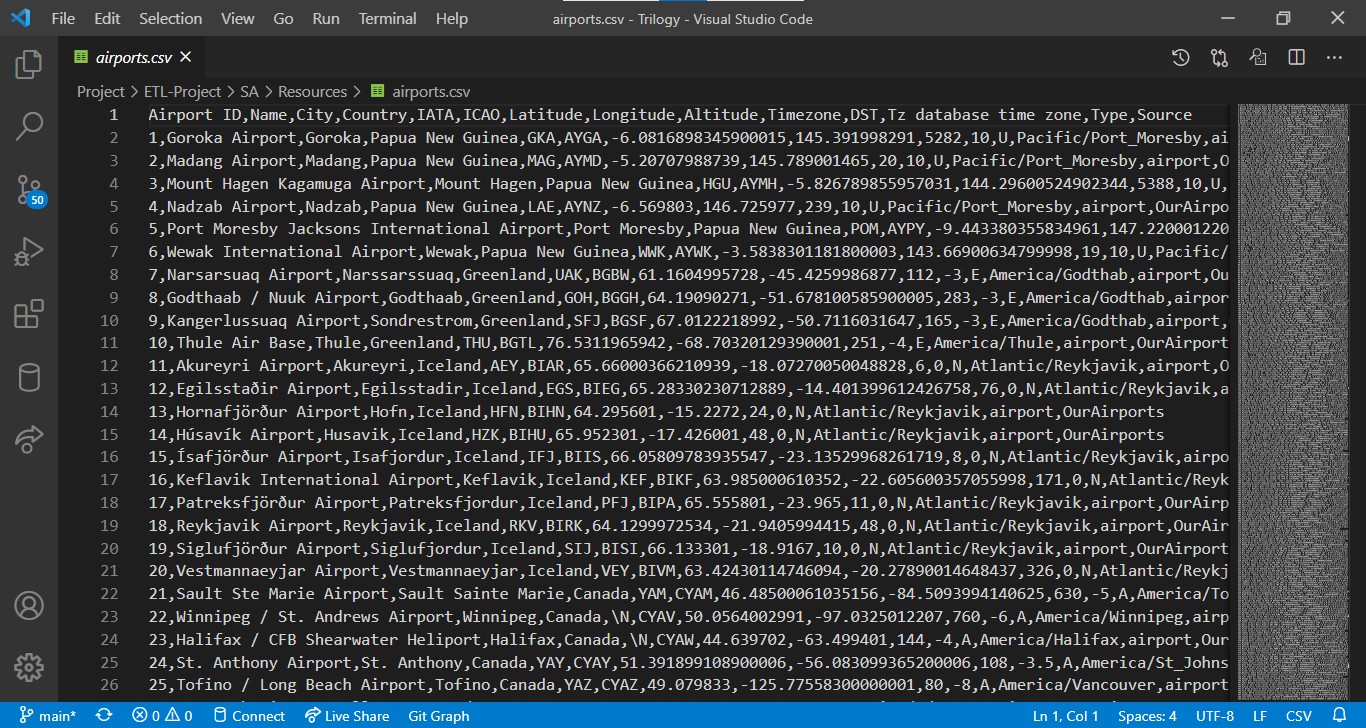 File Edit Selection View Go Run Terminal Help airports.csv - Trilogy - Visual Studio Code
airports.csv
Project > ETL-Project > SA > Resources > airports.csv
1 Airport ID,Name,City,Country,IATA,ICAO,Latitude,Longitude,Altitude,Timezone,DST,Tz database time zone,Type,Source
2 1,Goroka Airport,Goroka,Papua New Guinea,GKA,AYGA,-6.0816898345900015,145.391998291,5282,10,U,Pacific/Port_Moresby,ai
3 2,Madang Airport,Madang,Papua New Guinea,MAG,AYMD,-5.20707988739,145.789001465,20,10,U,Pacific/Port_Moresby,airport,O
4 3,Mount Hagen Kagamuga Airport,Mount Hagen,Papua New Guinea,HGU,AYMH,-5.826789855957031,144.29600524902344,5388,10,U,
5 4,Nadzab Airport,Nadzab,Papua New Guinea,LAE,AYNZ,-6.569803,146.725977,239,10,U,Pacific/Port_Moresby,airport,OurAirpo
6 5,Port Moresby Jacksons International Airport,Port Moresby,Papua New Guinea,POM,AYPY,-9.443380355834961,147.220001220
7 6,Wewak International Airport,Wewak,Papua New Guinea,WWK,AYWK,-3.5838301181800003,143.66900634799998,19,10,U,Pacific/
8 7,Narsarsuaq Airport,Narssarssuaq,Greenland,UAK,BGBW,61.1604995728,-45.4259986877,112,-3,E,America/Godthab,airport,Ou
9 8,Godthaab / Nuuk Airport,Godthaab,Greenland,GOH,BGGH,64.19090271,-51.678100585900005,283,-3,E,America/Godthab,airpor
10 9,Kangerlussuaq Airport,Sondrestrom,Greenland,SFJ,BGSF,67.0122218992,-50.7116031647,165,-3,E,America/Godthab,airport,
11 10,Thule Air Base,Thule,Greenland,THU,BGTL,76.5311965942,-68.70320129390001,251,-4,E,America/Thule,airport,OurAirport
12 11,Akureyri Airport,Akureyri,Iceland,AEY,BIAR,65.66000366210939,-18.07270050048828,6,0,N,Atlantic/Reykjavik,airport,O
13 12,Egilsstaðir Airport,Egilsstadir,Iceland,EGS,BIEG,65.28330230712889,-14.401399612426758,76,0,N,Atlantic/Reykjavik,a
14 13,Hornafjörður Airport,Hofn,Iceland,HFN,BIHN,64.295601,-15.2272,24,0,N,Atlantic/Reykjavik,airport,OurAirports
15 14,Húsavík Airport,Husavik,Iceland,HZK,BIHU,65.952301,-17.426001,48,0,N,Atlantic/Reykjavik,airport,OurAirports
16 15,Ísafjörður Airport,Isafjordur,Iceland,IFJ,BIIS,66.05809783935547,-23.13529968261719,8,0,N,Atlantic/Reykjavik,airpo
17 16,Keflavik International Airport,Keflavik,Iceland,KEF,BIKF,63.985000610352,-22.605600357055998,171,0,N,Atlantic/Reyk
18 17,Patreksfjörður Airport,Patreksfjordur,Iceland,PFJ,BIPA,65.555801,-23.965,11,0,N,Atlantic/Reykjavik,airport,OurAirp
19 18,Reykjavik Airport,Reykjavik,Iceland,RKV,BIRK,64.1299972534,-21.9405994415,48,0,N,Atlantic/Reykjavik,airport,OurAir
20 19,Siglufjörður Airport,Siglufjordur,Iceland,SIJ,BISI,66.133301,-18.9167,10,0,N,Atlantic/Reykjavik,airport,OurAirport
21 20,Vestmannaeyjar Airport,Vestmannaeyjar,Iceland,VEY,BIVM,63.42430114746094,-20.27890014648437,326,0,N,Atlantic/Reykj
22 21,Sault Ste Marie Airport,Sault Sainte Marie,Canada,YAM,CYAM,46.48500061035156,-84.5093994140625,630,-5,A,America/To
23 22,Winnipeg / St. Andrews Airport,Winnipeg,Canada,\N,CYAV,50.0564002991,-97.0325012207,760,-6,A,America/Winnipeg,airp
24 23,Halifax / CFB Shearwater Heliport,Halifax,Canada,\N,CYAW,44.639702,-63.499401,144,-4,A,America/Halifax,airport,Our
25 24,St. Anthony Airport,St. Anthony,Canada,YAY,CYAY,51.391899108900006,-56.083099365200006,108,-3.5,A,America/St_Johns
26 25,Tofino / Long Beach Airport,Tofino,Canada,YAZ,CYAZ,49.079833,-125.77558300000001,80,-8,A,America/Vancouver,airport
50
main* 0 0 Connect Live Share Git Graph Ln 1, Col 1 Spaces: 4 UTF-8 LF CSV